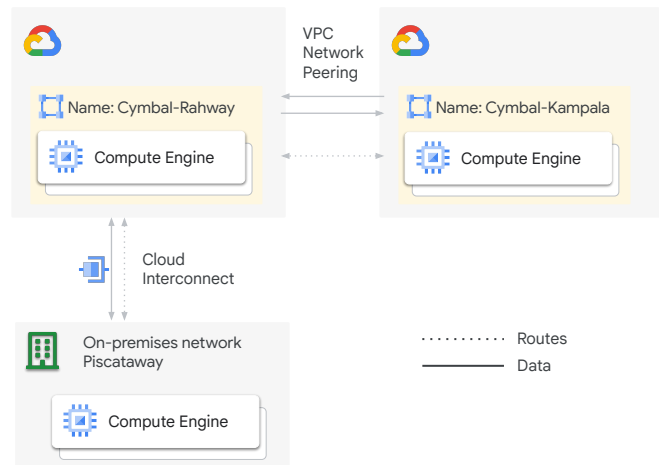 VPC
Network
Peering
Name: Cymbal-Rahway
Name: Cymbal-Kampala
Compute Engine
Compute Engine
Cloud
Interconnect
On-premises network
Piscataway
Compute Engine
Routes
Data